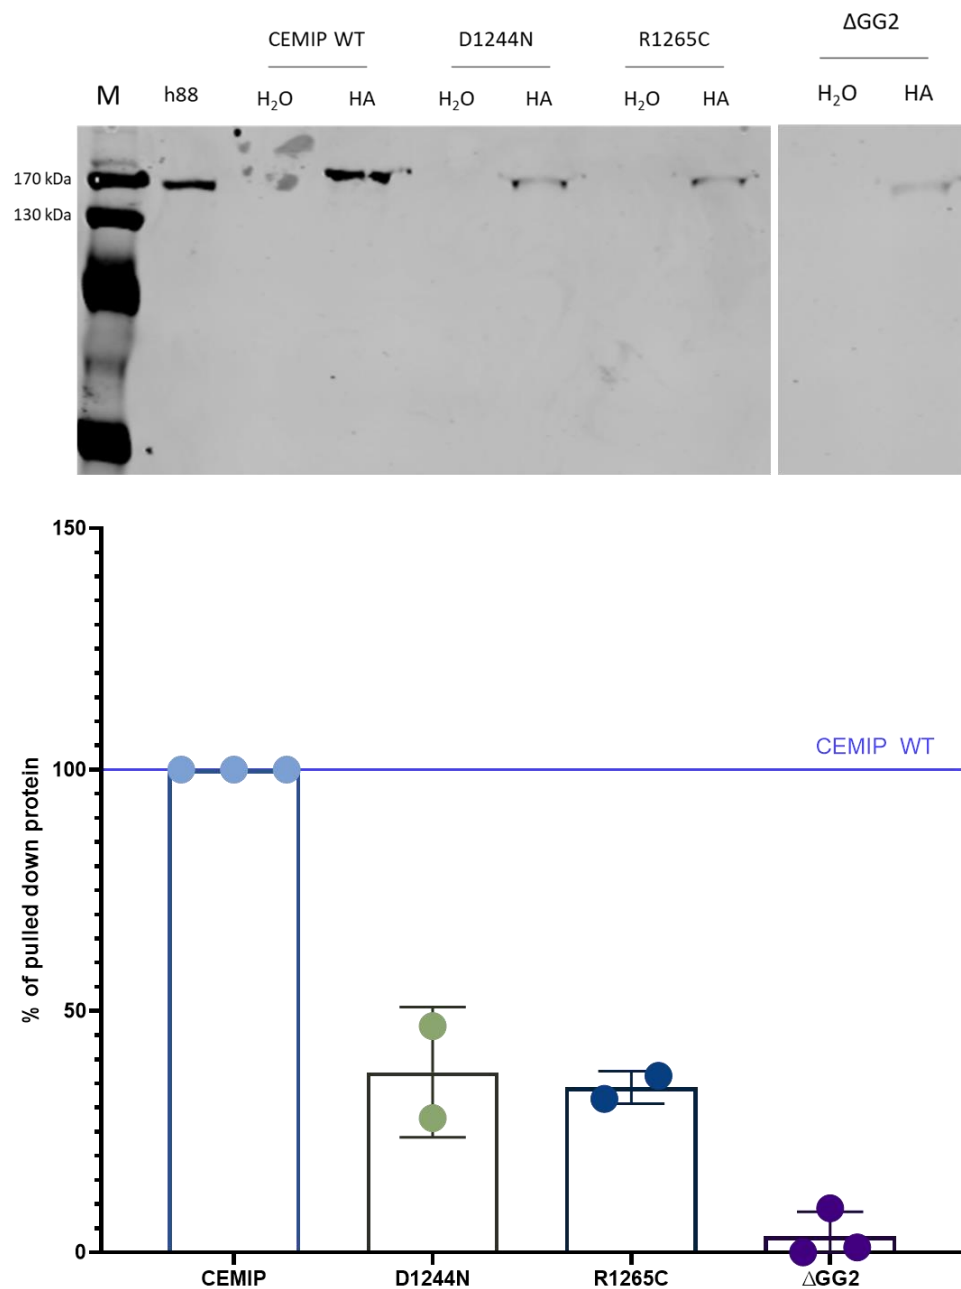 CEMIP WT D1244N R1265C ΔGG2
M h88 H₂O HA H₂O HA H₂O HA H₂O HA
170 kDa
130 kDa
150
CEMIP WT
100
% of pulled down protein
50
0
CEMIP D1244N R1265C ΔGG2